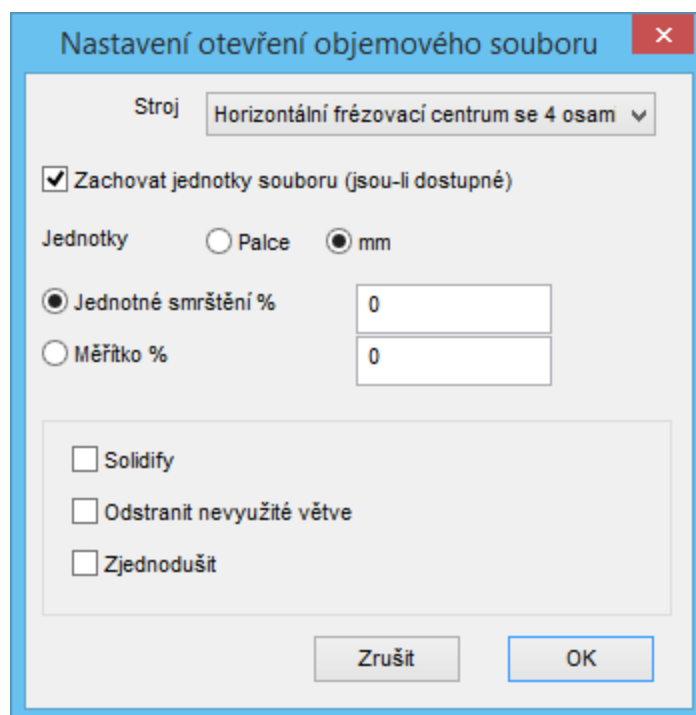 Nastavení otevření objemového souboru
Stroj Horizontální frézovací centrum se 4 osami
Zachovat jednotky souboru (jsou-li dostupné)
Jednotky Palce mm
Jednotné smrštění % 0
Měřítko % 0
Solidify
Odstranit nevyužité větve
Zjednodušit
Zrušit OK